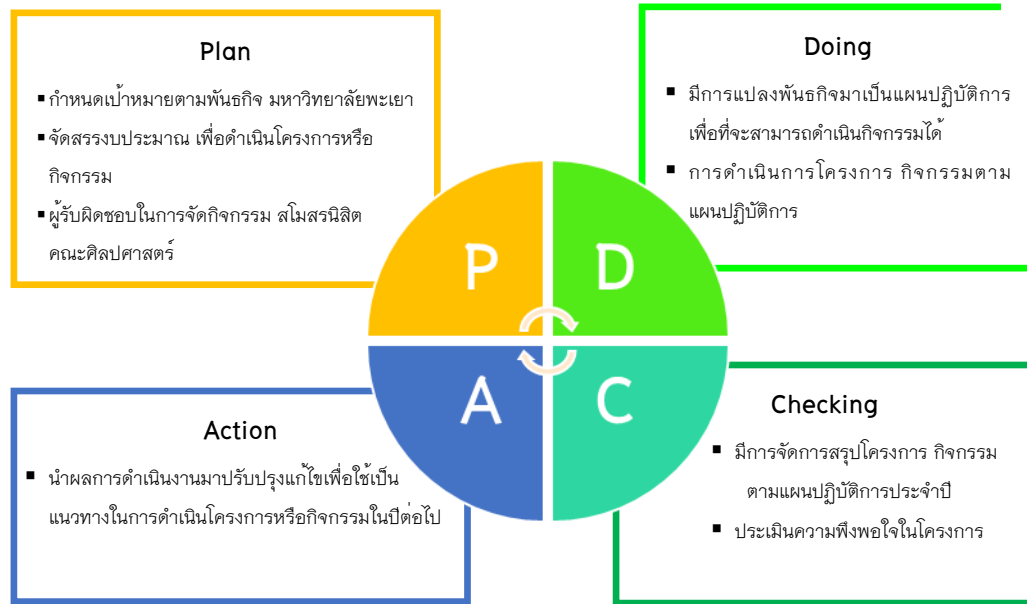 Plan
▪ กำหนดเป้าหมายตามพันธกิจ มหาวิทยาลัยพะเยา
▪ จัดสรรงบประมาณ เพื่อดำเนินโครงการหรือ
กิจกรรม
▪ ผู้รับผิดชอบในการจัดกิจกรรม สโมสรนิสิต
คณะศิลปศาสตร์
Doing
▪ มีการแปลงพันธกิจมาเป็นแผนปฏิบัติการ
เพื่อที่จะสามารถดำเนินกิจกรรมได้
▪ การดำเนินการโครงการ กิจกรรมตาม
แผนปฏิบัติการ
P
D
A
C
Action
▪ นำผลการดำเนินงานมาปรับปรุงแก้ไขเพื่อใช้เป็น
แนวทางในการดำเนินโครงการหรือกิจกรรมในปีต่อไป
Checking
▪ มีการจัดการสรุปโครงการ กิจกรรม
ตามแผนปฏิบัติการประจำปี
▪ ประเมินความพึงพอใจในโครงการ